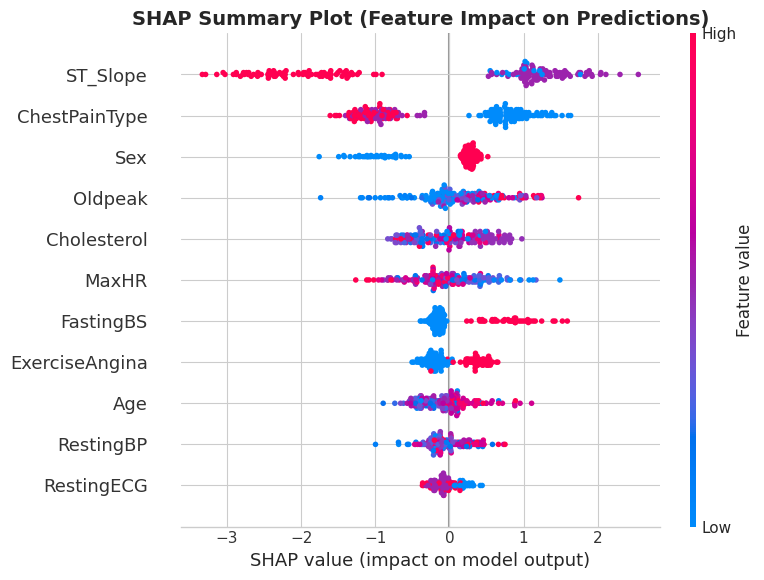 SHAP Summary Plot (Feature Impact on Predictions)
High
ST_Slope
ChestPainType
Sex
Oldpeak
Cholesterol
MaxHR
FastingBS
ExerciseAngina
Age
RestingBP
RestingECG
Feature value
Low
−3 −2 −1 0 1 2
SHAP value (impact on model output)